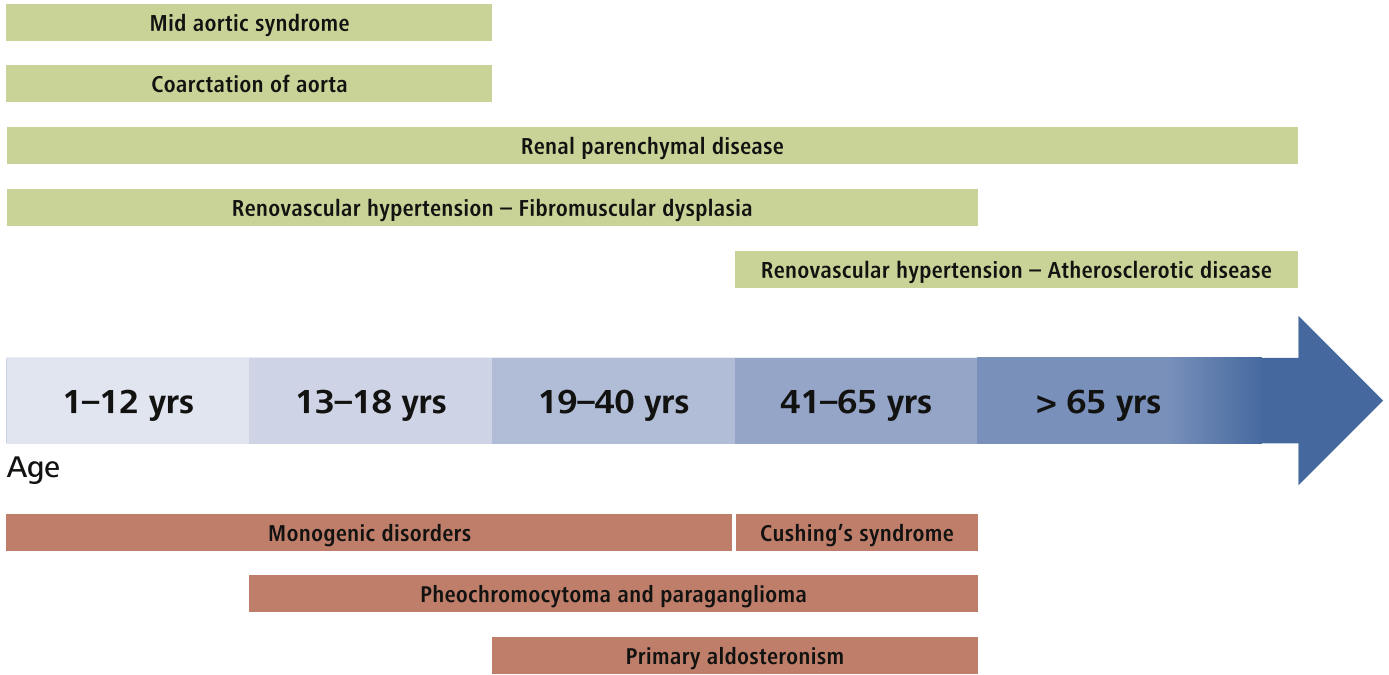 Mid aortic syndrome
Coarctation of aorta
Renal parenchymal disease
Renovascular hypertension – Fibromuscular dysplasia
Renovascular hypertension – Atherosclerotic disease
1–12 yrs
13–18 yrs
19–40 yrs
41–65 yrs
> 65 yrs
Age
Monogenic disorders
Cushing’s syndrome
Pheochromocytoma and paraganglioma
Primary aldosteronism